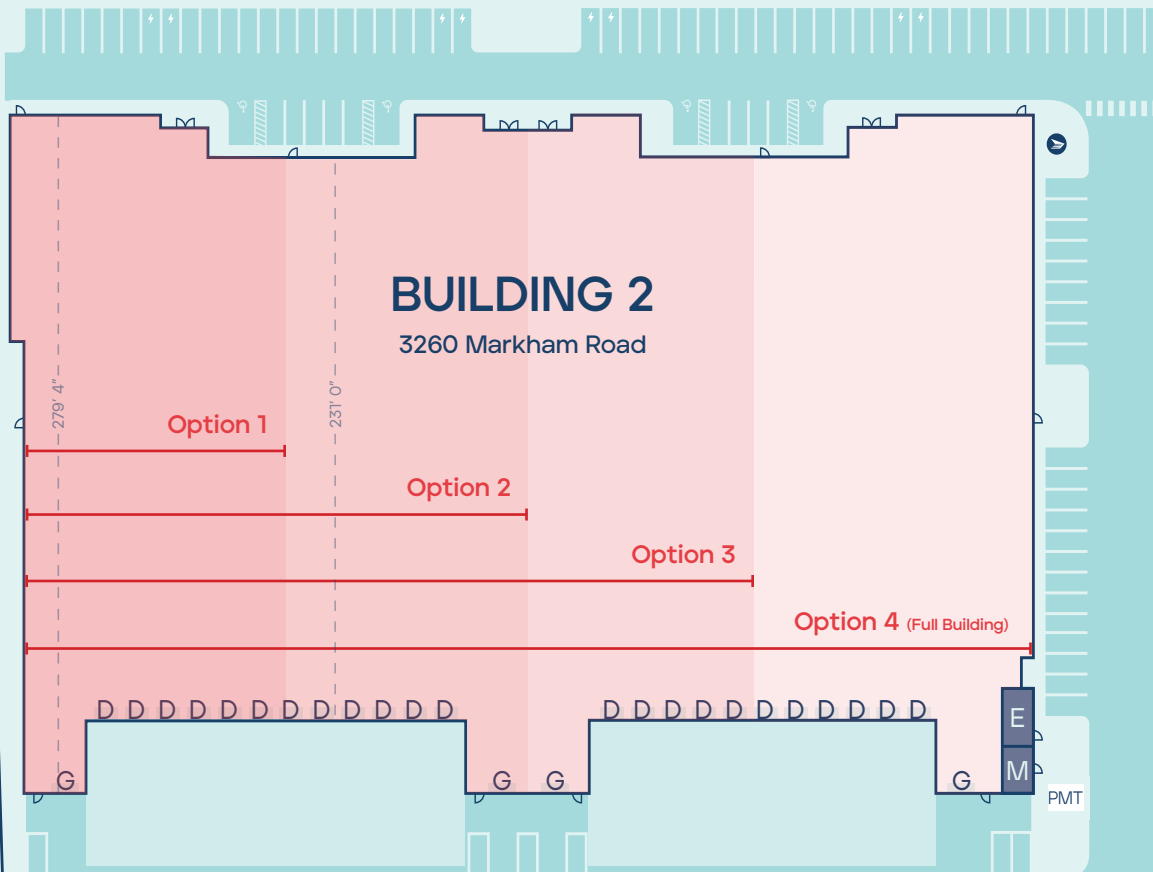 BUILDING 2
3260 Markham Road
279' 4"
231' 0"
Option 1
Option 2
Option 3
Option 4 (Full Building)
D D D D D D D D D D D D
D D D D D D D D D D D
E
G
G G
G
M
PMT